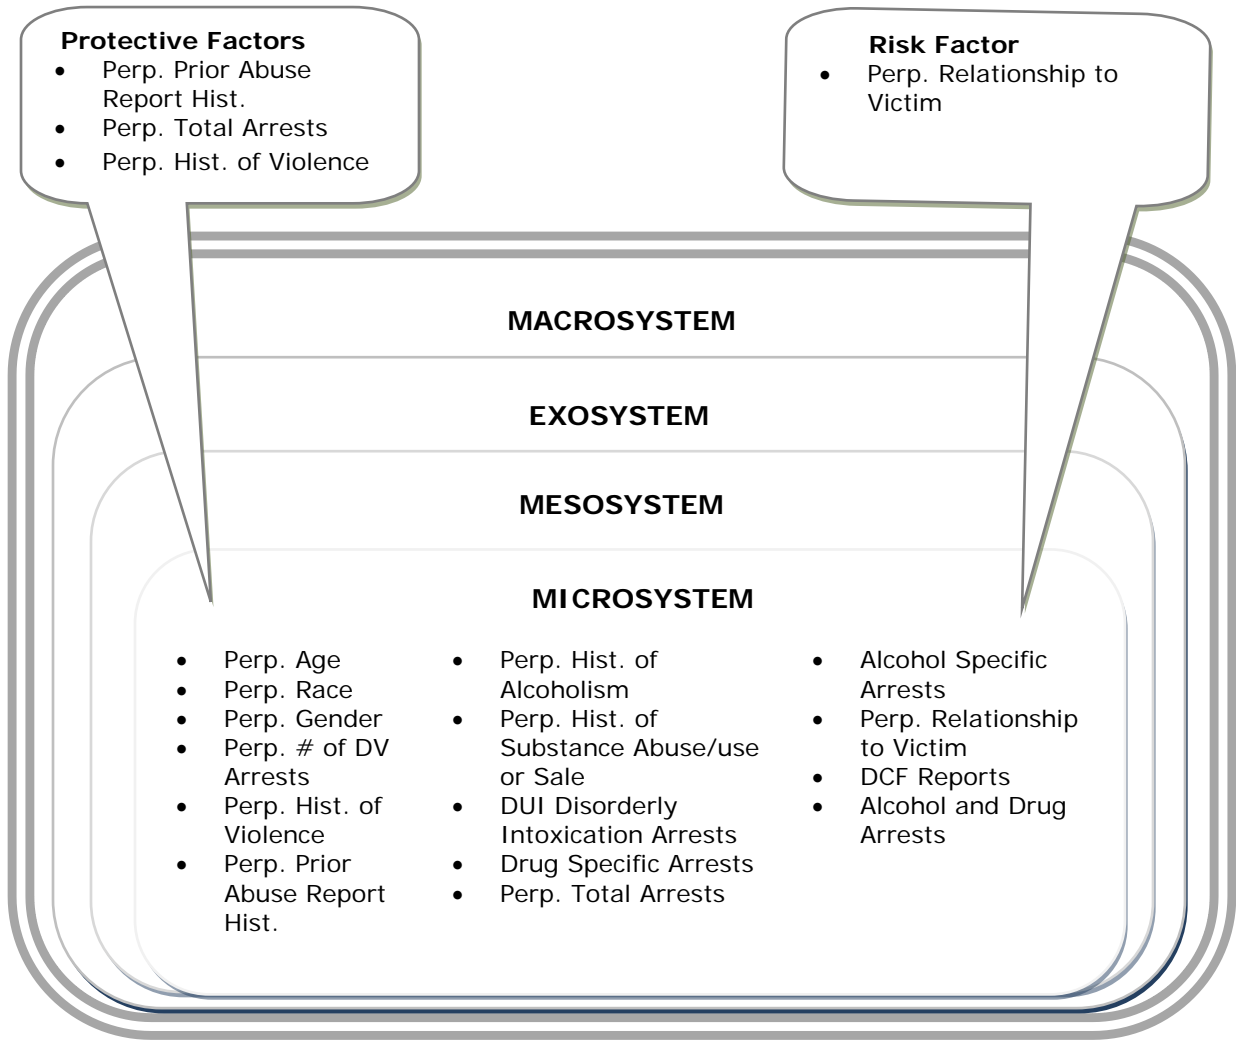 Protective Factors
• Perp. Prior Abuse
Report Hist.
• Perp. Total Arrests
• Perp. Hist. of Violence
Risk Factor
• Perp. Relationship to
Victim
MACROSYSTEM
EXOSYSTEM
MESOSYSTEM
MICROSYSTEM
• Perp. Age
• Perp. Race
• Perp. Gender
• Perp. # of DV
Arrests
• Perp. Hist. of
Violence
• Perp. Prior
Abuse Report
Hist.
• Perp. Hist. of
Alcoholism
• Perp. Hist. of
Substance Abuse/use
or Sale
• DUI Disorderly
Intoxication Arrests
• Drug Specific Arrests
• Perp. Total Arrests
• Alcohol Specific
Arrests
• Perp. Relationship
to Victim
• DCF Reports
• Alcohol and Drug
Arrests